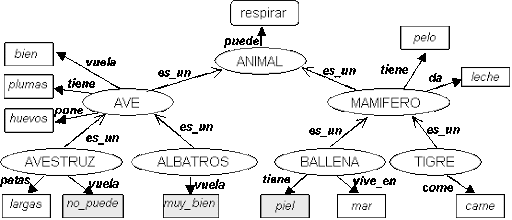 respirar
puede
ANIMAL
bien
vuela
es_un
es_un
pelo
plumas
tiene
tiene
da
leche
AVE
MAMIFERO
huevos
pone
es_un
es_un
es_un
es_un
AVESTRUZ
ALBATROS
BALLENA
TIGRE
patas
vuela
vuela
tiene
vive_en
come
largas
no_puede
muy_bien
piel
mar
carne